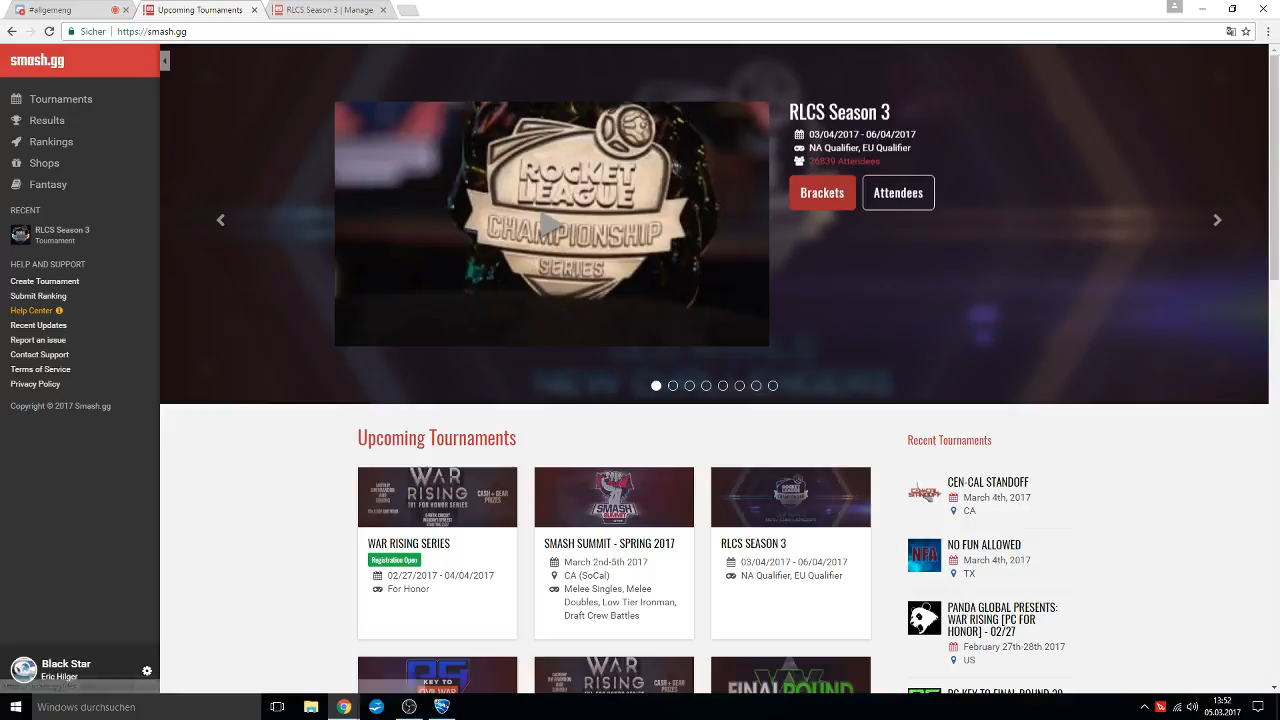 #allgemeng
Upcoming Tournaments
RLCS Season 3 | Manage
Sicher
https://smash.gg
smash.gg
Tournaments
Results
Rankings
Shops
Fantasy
RECENT
RLCS Season 3
Tournament
HELP AND SUPPORT
Create Tournament
Submit Ranking
Help Center
Recent Updates
Report an issue
Contact Support
Terms of Service
Privacy Policy
Copyright © 2017 Smash.gg
Black Star
Eric Hilger
ROCKET
LEAGUE
CHAMPIONSHIP
SERIES
RLCS Season 3
03/04/2017 - 06/04/2017
NA Qualifier, EU Qualifier
26839 Attendees
Brackets
Attendees
Upcoming Tournaments
WAR
RISING
1V1 FOR HONOR SERIES
CASH + GEAR
PRIZES
WAR RISING SERIES
Registration Open
02/27/2017 - 04/04/2017
For Honor
SMASH
SUMMIT
SMASH SUMMIT - SPRING 2017
March 2nd-5th 2017
CA (SoCal)
Melee Singles, Melee
Doubles, Low Tier Ironman,
Draft Crew Battles
RLCS SEASON 3
03/04/2017 - 06/04/2017
NA Qualifier, EU Qualifier
KEY TO
WAR
RISING
CASH + GEAR
FINAL ROUND
Recent Tournaments
CEN-CAL STANDOFF
March 4th, 2017
CA
NFA
NO FUN ALLOWED
March 4th, 2017
TX
PANDA GLOBAL PRESENTS:
WAR RISING [PC FOR
HONOR] - 02/27
February 27th-28th 2017
US
Windows durchsuchen
13:52
05.03.2017